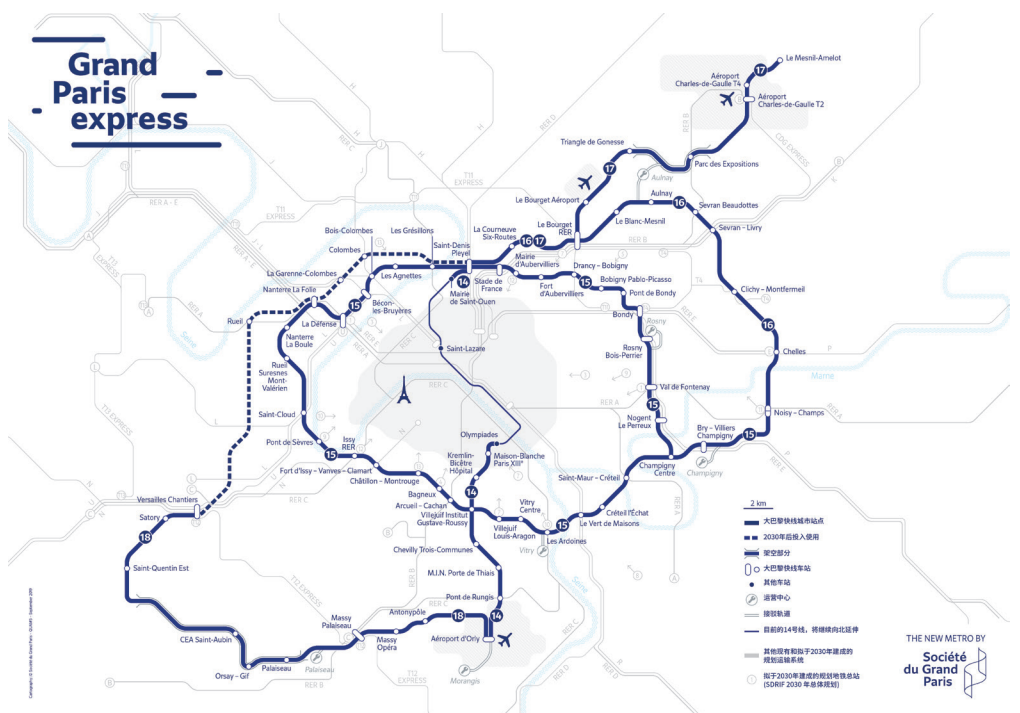 Grand
Paris
express
Le Mesnil-Amelot
17
Aéroport
Charles-de-Gaulle T4
Aéroport
Charles-de-Gaulle T2
RER B
CDG EXPRESS
Parc des Expositions
Triangle de Gonesse
17
Aulnay
Le Bourget Aéroport
Aulnay
16
Sevran Beaudottes
Le Blanc-Mesnil
Sevran – Livry
Le Bourget
RER
La Courneuve
Six-Routes
16 17
Bois-Colombes
Les Grésillons
Saint-Denis
Pleyel
Colombes
Mairie
d'Aubervilliers
Drancy – Bobigny
La Garenne-Colombes
Les Agnettes
14
Stade de
France
Fort
d'Aubervilliers
15
Bobigny Pablo-Picasso
Nanterre La Folie
Mairie
de Saint-Ouen
Pont de Bondy
Clichy – Montfermeil
15
Bécon-
les-Bruyères
Bondy
Rosny
Rueil
La Défense
16
Nanterre
La Boule
Saint-Lazare
Rosny
Bois-Perrier
Chelles
Rueil
Suresnes
Mont-
Valérien
Val de Fontenay
Marne
Seine
Saint-Cloud
15
Nogent
Le Perreux
Noisy – Champs
Bry – Villiers
Champigny
15
Pont de Sèvres
Issy
RER
Olympiades
15
Kremlin-
Bicêtre
Hôpital
Maison-Blanche
Paris XIIIᵉ
Champigny
Centre
Champigny
Fort d'Issy – Vanves – Clamart
Châtillon – Montrouge
Saint-Maur – Créteil
Bagneux
14
Arcueil – Cachan
Vitry
Centre
Versailles Chantiers
Créteil l'Échat
Satory
Villejuif Institut
Gustave-Roussy
Villejuif
Louis-Aragon
15
Le Vert de Maisons
Les Ardoines
18
Vitry
Chevilly Trois-Communes
Saint-Quentin Est
M.I.N. Porte de Thiais
Pont de Rungis
Antonypôle
18
14
Massy
Palaiseau
Massy
Opéra
Aéroport d'Orly
CEA Saint-Aubin
Palaiseau
Palaiseau
Orsay – Gif
Morangis
2 km
大巴黎快线城市站点
2030年后投入使用
架空部分
大巴黎快线车站
其他车站
运营中心
接驳轨道
目前的14号线，将继续向北延伸
其他现有和拟于2030年建成的
规划运输系统
拟于2030年建成的规划地铁总站
(SDRIF 2030 年总体规划)
THE NEW METRO BY
Société
du Grand
Paris